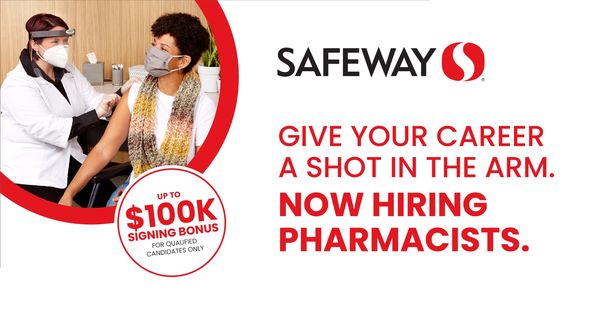 SAFEWAY
GIVE YOUR CAREER
A SHOT IN THE ARM.
NOW HIRING
PHARMACISTS.
UP TO
$100K
SIGNING BONUS
FOR QUALIFIED
CANDIDATES ONLY